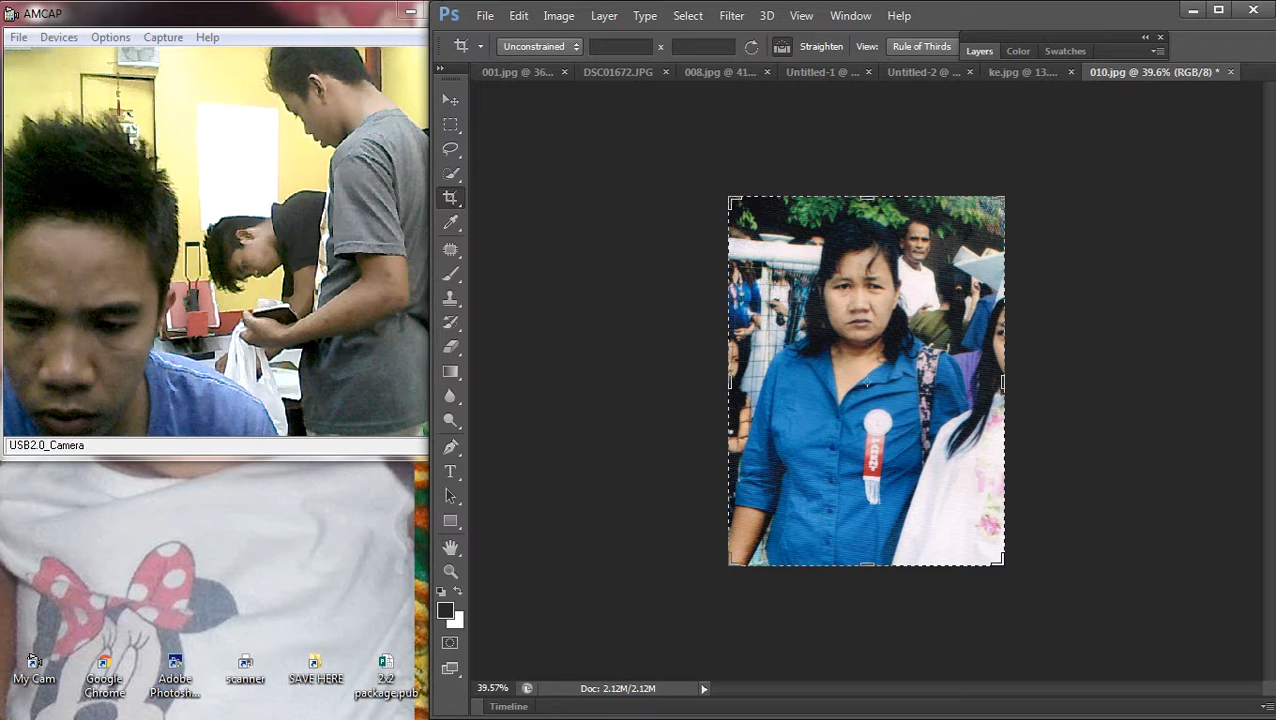 AMCAP
File Devices Options Capture Help
USB2.0_Camera
My Cam
Google Chrome
Adobe Photosh...
scanner
SAVE HERE
2x2 package.pub
Ps File Edit Image Layer Type Select Filter 3D View Window Help
Unconstrained x Straighten View: Rule of Thirds
Layers Color Swatches
001.jpg @ 36... DSC01672.JPG 008.jpg @ 41... Untitled-1 @ ... Untitled-2 @ ... ke.jpg @ 13.... 010.jpg @ 39.6% (RGB/8) *
39.57% Doc: 2.12M/2.12M
Timeline